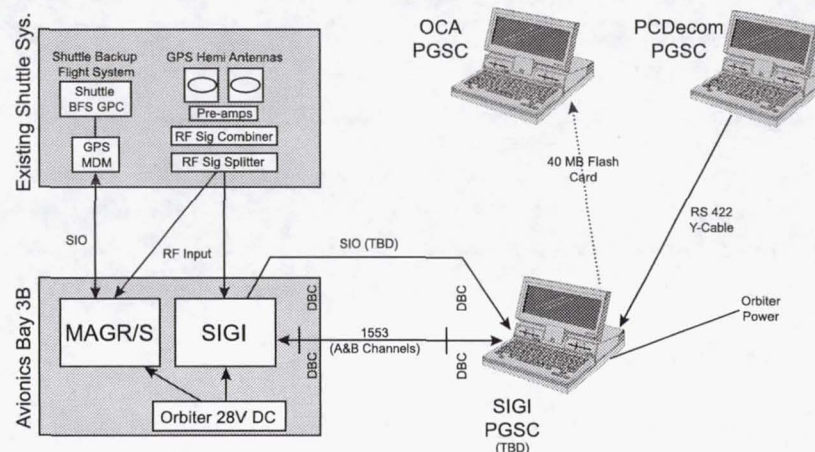 Existing Shuttle Sys.
Shuttle Backup
Flight System
Shuttle
BFS GPC
GPS
MDM
GPS Hemi Antennas
Pre-amps
RF Sig Combiner
RF Sig Splitter
OCA
PGSC
PCDecom
PGSC
40 MB Flash
Card
RS 422
Y-Cable
SIO
RF Input
SIO (TBD)
Avionics Bay 3B
MAGR/S
SIGI
Orbiter 28V DC
DBC
DBC
1553
(A&B Channels)
DBC
DBC
Orbiter
Power
SIGI
PGSC
(TBD)